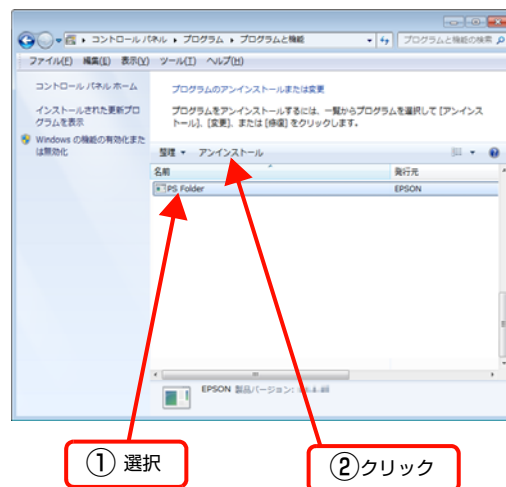 コントロール パネル ▸ プログラム ▸ プログラムと機能
プログラムと機能の検索
ファイル(F) 編集(E) 表示(V) ツール(T) ヘルプ(H)
コントロール パネル ホーム
インストールされた更新プロ
グラムを表示
Windows の機能の有効化また
は無効化
プログラムのアンインストールまたは変更
プログラムをアンインストールするには、一覧からプログラムを選択して [アンインス
トール]、[変更]、または [修復] をクリックします。
整理 ▾ アンインストール
名前 発行元
PS Folder EPSON
EPSON 製品バージョン:
① 選択
②クリック